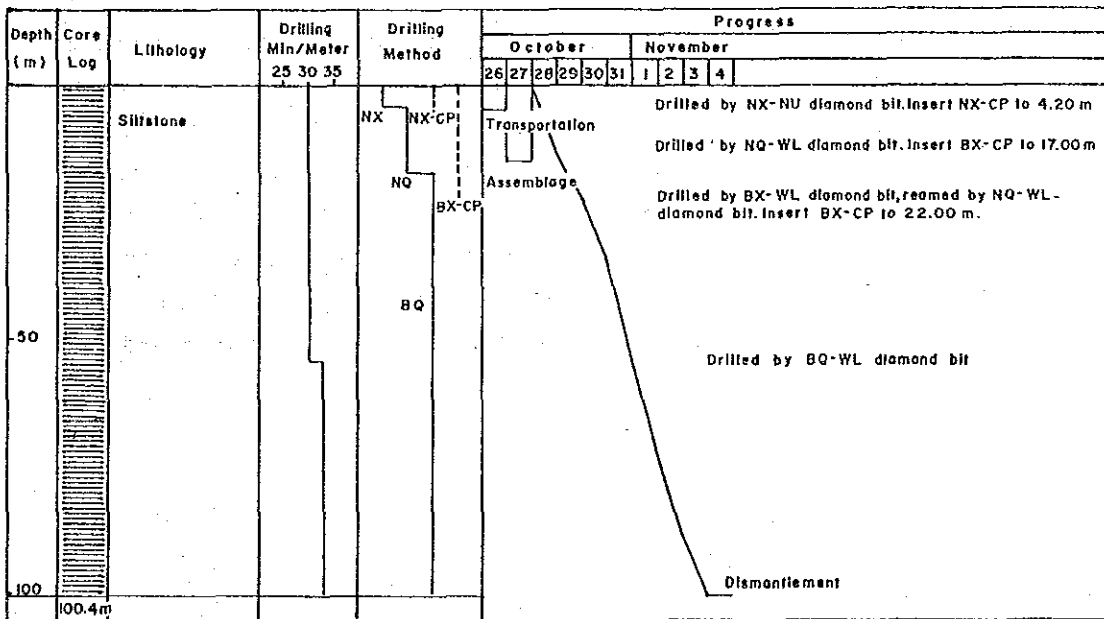 Progress
Depth
(m)
Core
Log
Lithology
Drilling
Min/Meter
25 30 35
Drilling
Method
October
November
26 27 28 29 30 31 1 2 3 4
Siltstone
NX
NX-CP
NQ
BX-CP
BQ
Transportation
Assemblage
Drilled by NX-NU diamond bit. Insert NX-CP to 4.20 m
Drilled by NQ-WL diamond bit. Insert BX-CP to 17.00 m
Drilled by BX-WL diamond bit, reamed by NQ-WL-
diamond bit. Insert BX-CP to 22.00 m.
50
Drilled by BQ-WL diamond bit
Dismantlement
100
100.4m